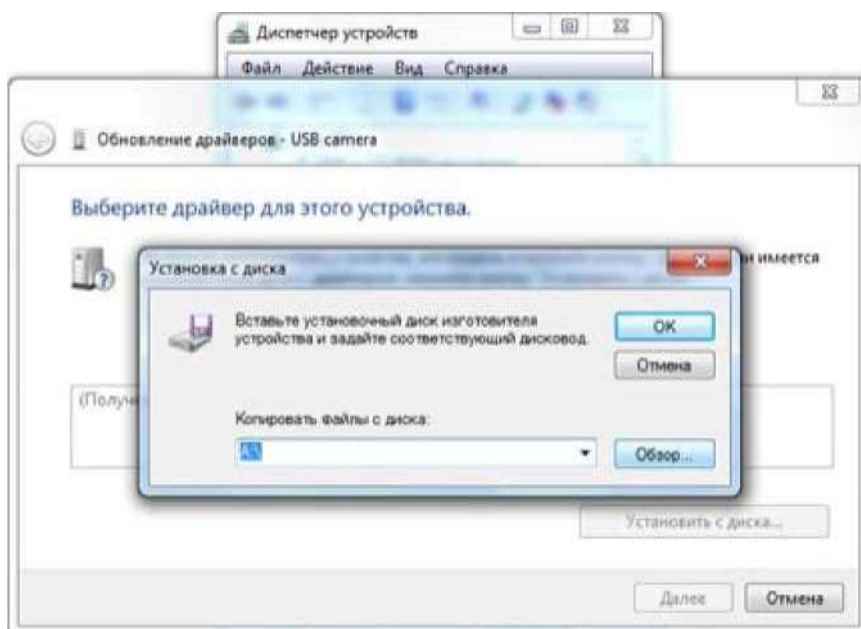 Диспетчер устройств
Файл Действие Вид Справка
Обновление драйверов - USB camera
Выберите драйвер для этого устройства.
и имеется
Установка с диска
Вставьте установочный диск изготовителя
устройства и задайте соответствующий дисковод.
OK
Отмена
(Получ
Копировать файлы с диска:
A:\
Обзор...
Установить с диска...
Далее
Отмена